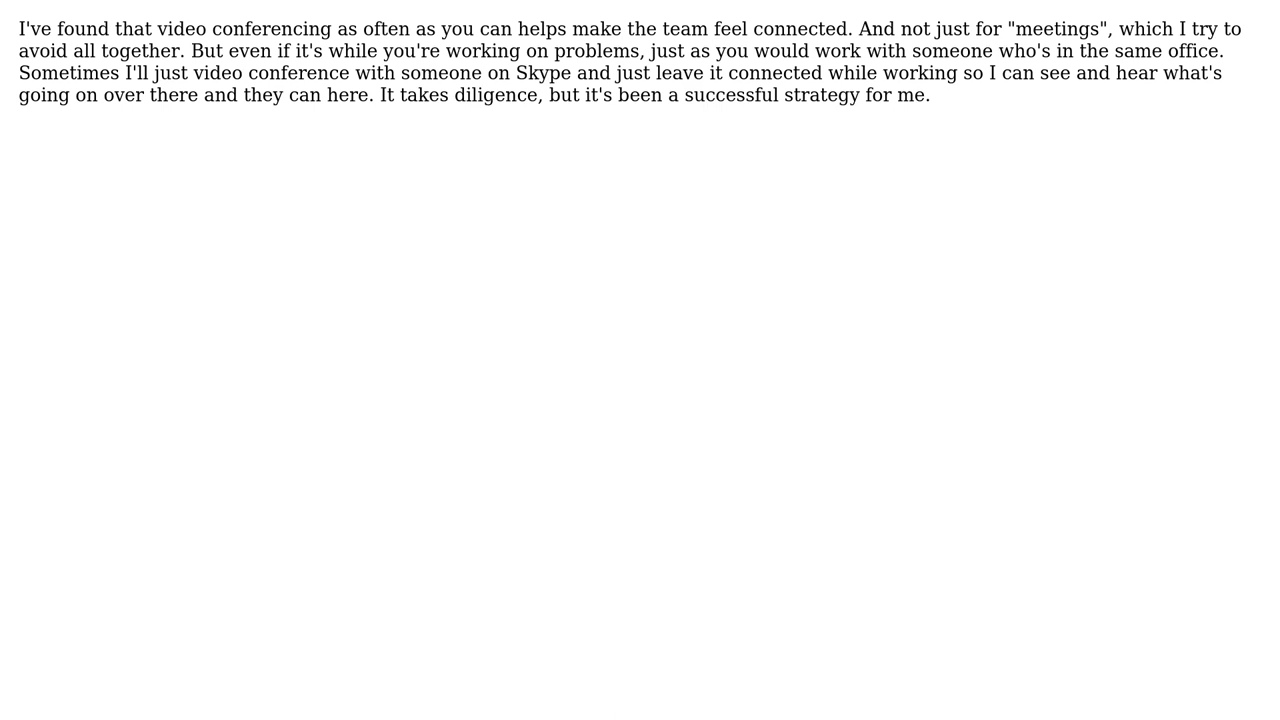 I've found that video conferencing as often as you can helps make the team feel connected. And not just for "meetings", which I try to
avoid all together. But even if it's while you're working on problems, just as you would work with someone who's in the same office.
Sometimes I'll just video conference with someone on Skype and just leave it connected while working so I can see and hear what's
going on over there and they can here. It takes diligence, but it's been a successful strategy for me.